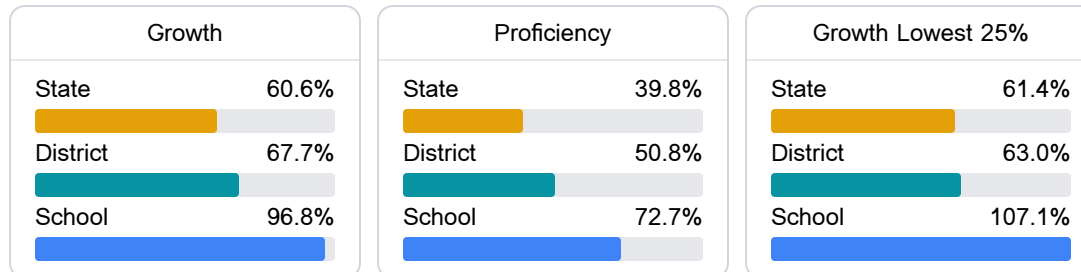 Growth
State 60.6%
District 67.7%
School 96.8%
Proficiency
State 39.8%
District 50.8%
School 72.7%
Growth Lowest 25%
State 61.4%
District 63.0%
School 107.1%